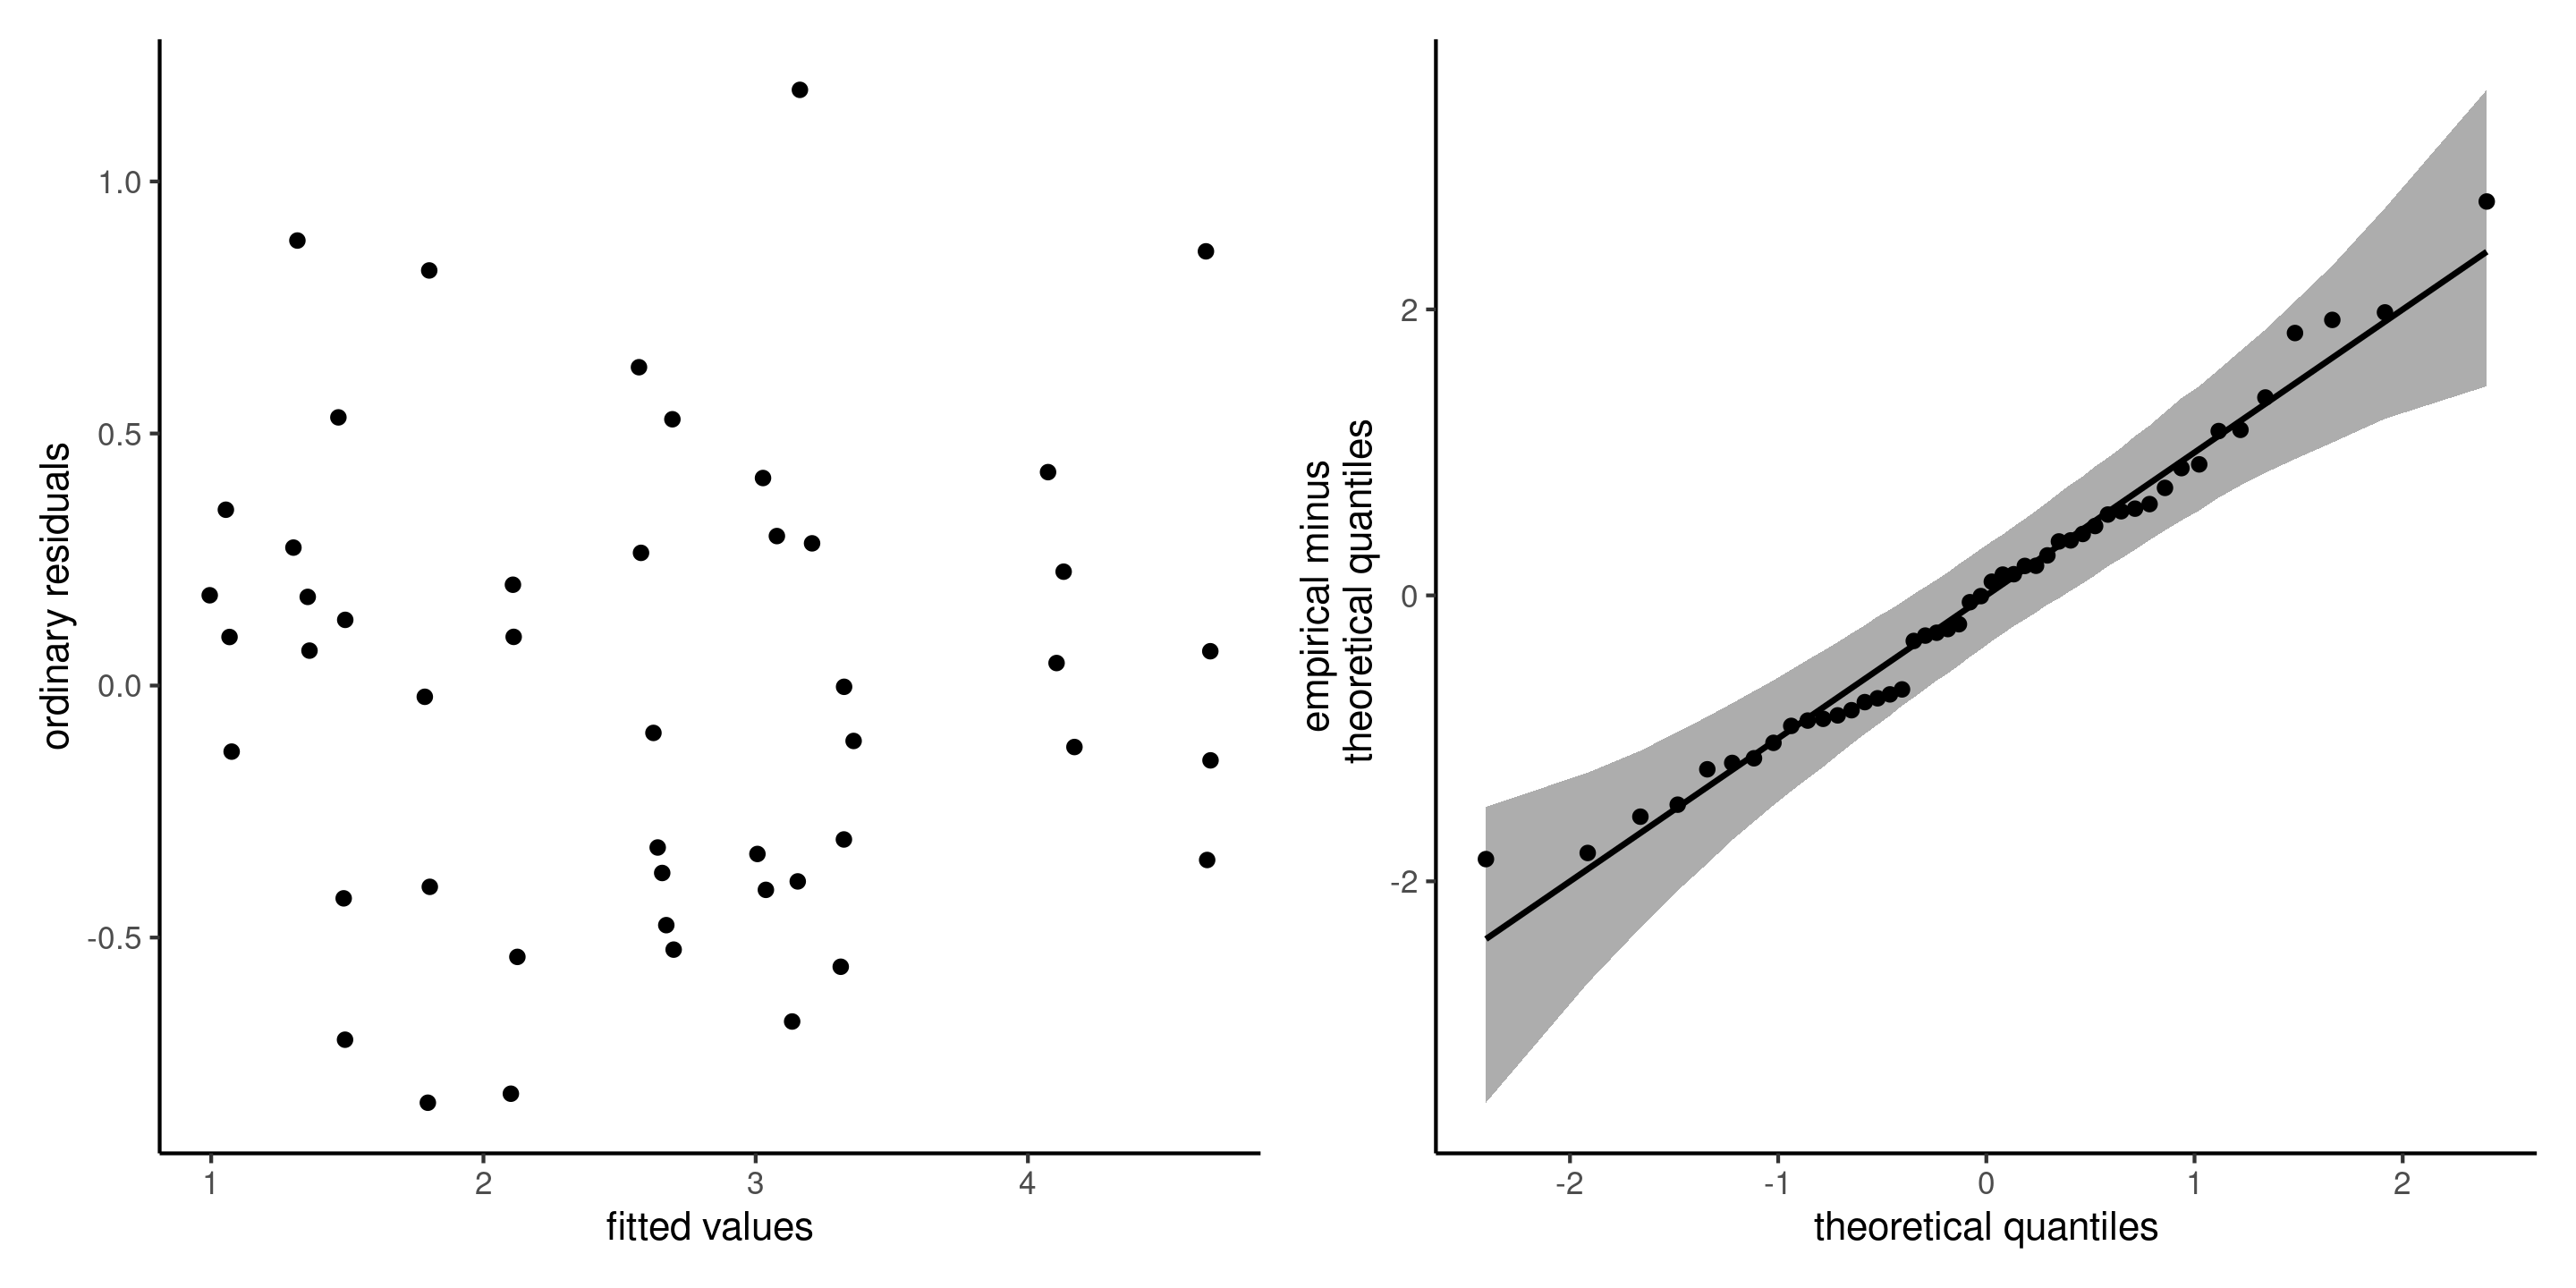 ordinary residuals
1.0
0.5
0.0
-0.5
1 2 3 4
fitted values
empirical minus
theoretical quantiles
2
0
-2
-2 -1 0 1 2
theoretical quantiles